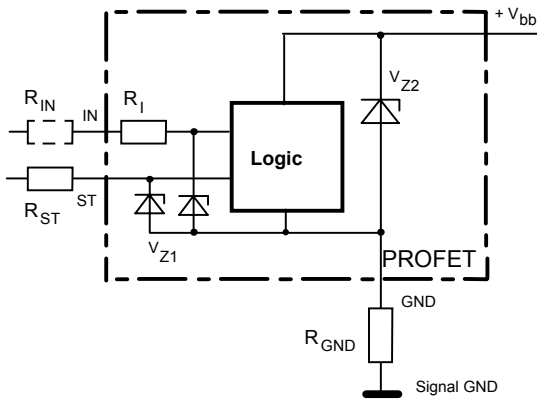 + V_bb
R_IN
IN
R_I
V_Z2
Logic
R_ST
ST
V_Z1
PROFET
GND
R_GND
Signal GND